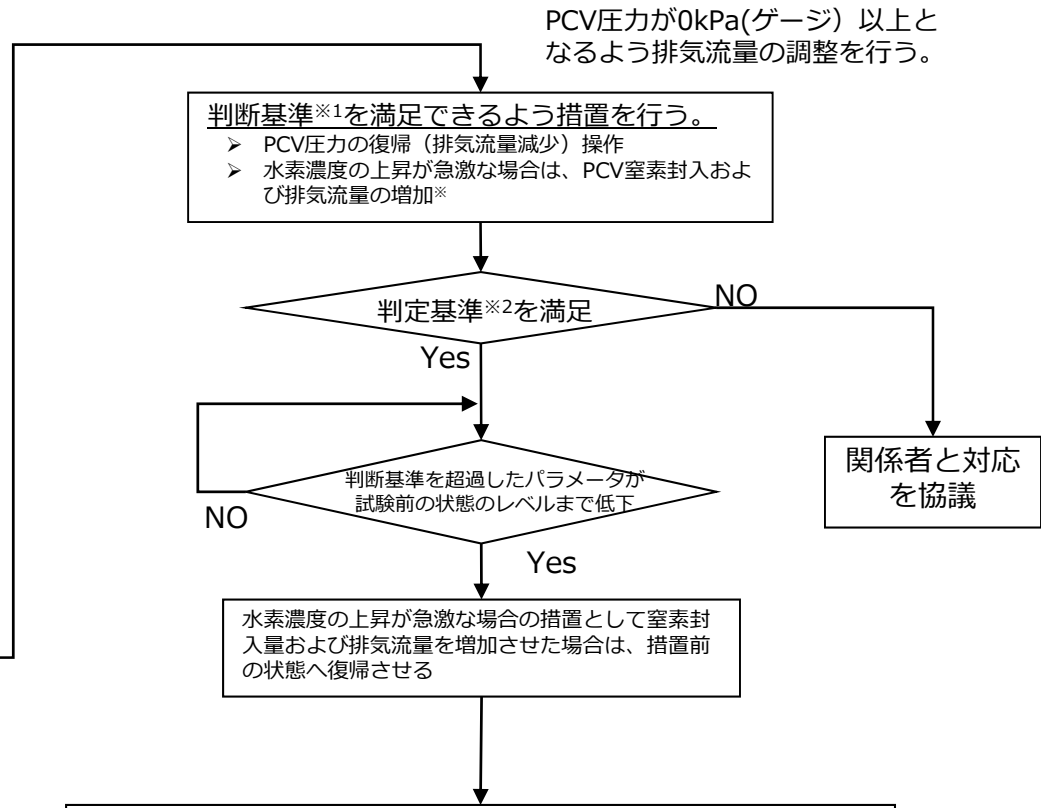 PCV圧力が0kPa(ゲージ）以上と
なるよう排気流量の調整を行う。
判断基準※1を満足できるよう措置を行う。
➢ PCV圧力の復帰（排気流量減少）操作
➢ 水素濃度の上昇が急激な場合は、PCV窒素封入およ
び排気流量の増加※
判定基準※2を満足
NO
Yes
関係者と対応
を協議
判断基準を超過したパラメータが
試験前の状態のレベルまで低下
NO
Yes
水素濃度の上昇が急激な場合の措置として窒素封
入量および排気流量を増加させた場合は、措置前
の状態へ復帰させる